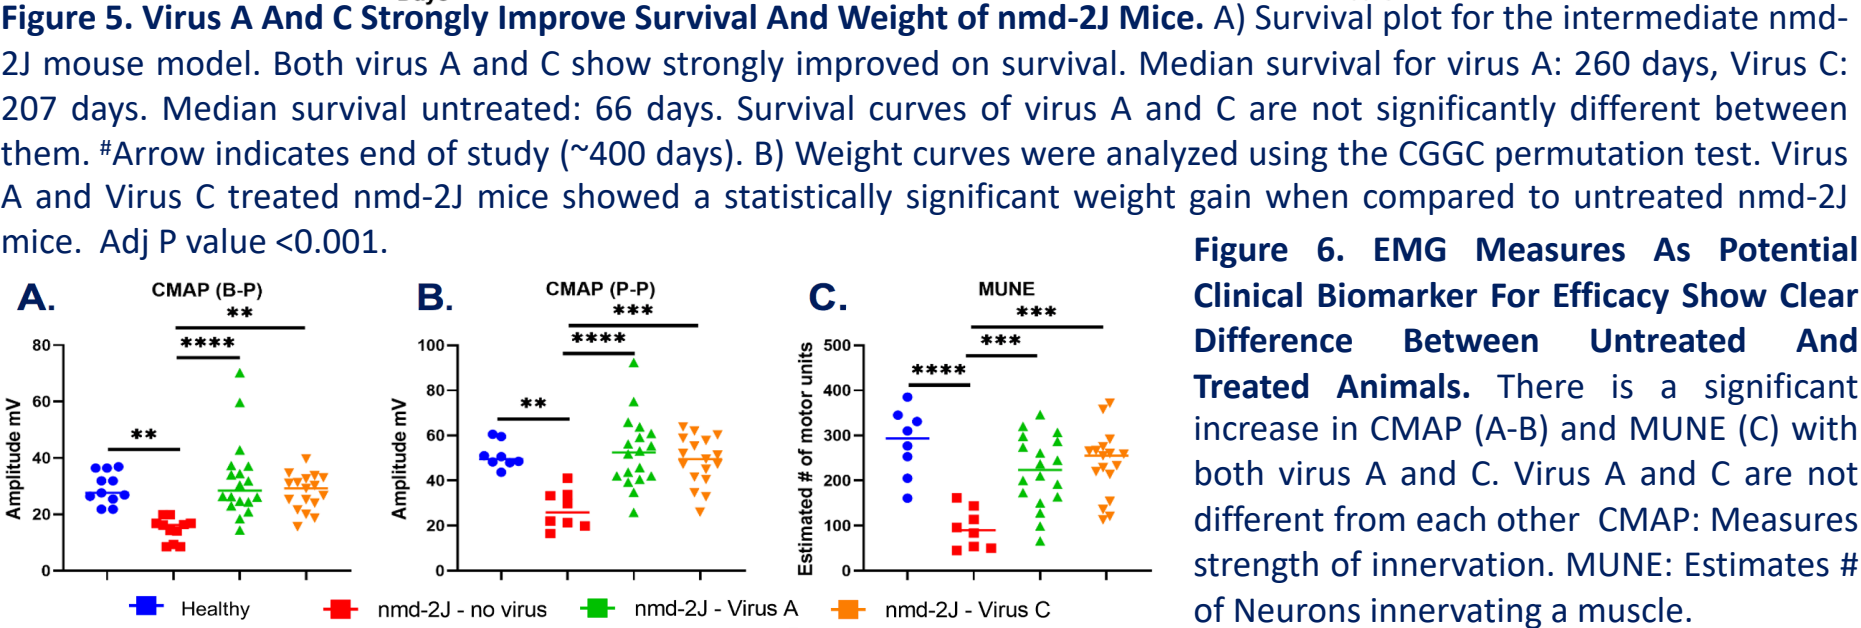 Days
Figure 5. Virus A And C Strongly Improve Survival And Weight of nmd-2J Mice. A) Survival plot for the intermediate nmd-
2J mouse model. Both virus A and C show strongly improved on survival. Median survival for virus A: 260 days, Virus C:
207 days. Median survival untreated: 66 days. Survival curves of virus A and C are not significantly different between
them. #Arrow indicates end of study (~400 days). B) Weight curves were analyzed using the CGGC permutation test. Virus
A and Virus C treated nmd-2J mice showed a statistically significant weight gain when compared to untreated nmd-2J
mice. Adj P value <0.001.
A.
CMAP (B-P)
**
****
**
80
60
40
20
0
Amplitude mV
B.
CMAP (P-P)
***
****
**
100
80
60
40
20
0
Amplitude mV
C.
MUNE
***
***
****
500
400
300
200
100
0
Estimated # of motor units
Healthy
nmd-2J - no virus
nmd-2J - Virus A
nmd-2J - Virus C
Figure 6. EMG Measures As Potential
Clinical Biomarker For Efficacy Show Clear
Difference Between Untreated And
Treated Animals. There is a significant
increase in CMAP (A-B) and MUNE (C) with
both virus A and C. Virus A and C are not
different from each other CMAP: Measures
strength of innervation. MUNE: Estimates #
of Neurons innervating a muscle.